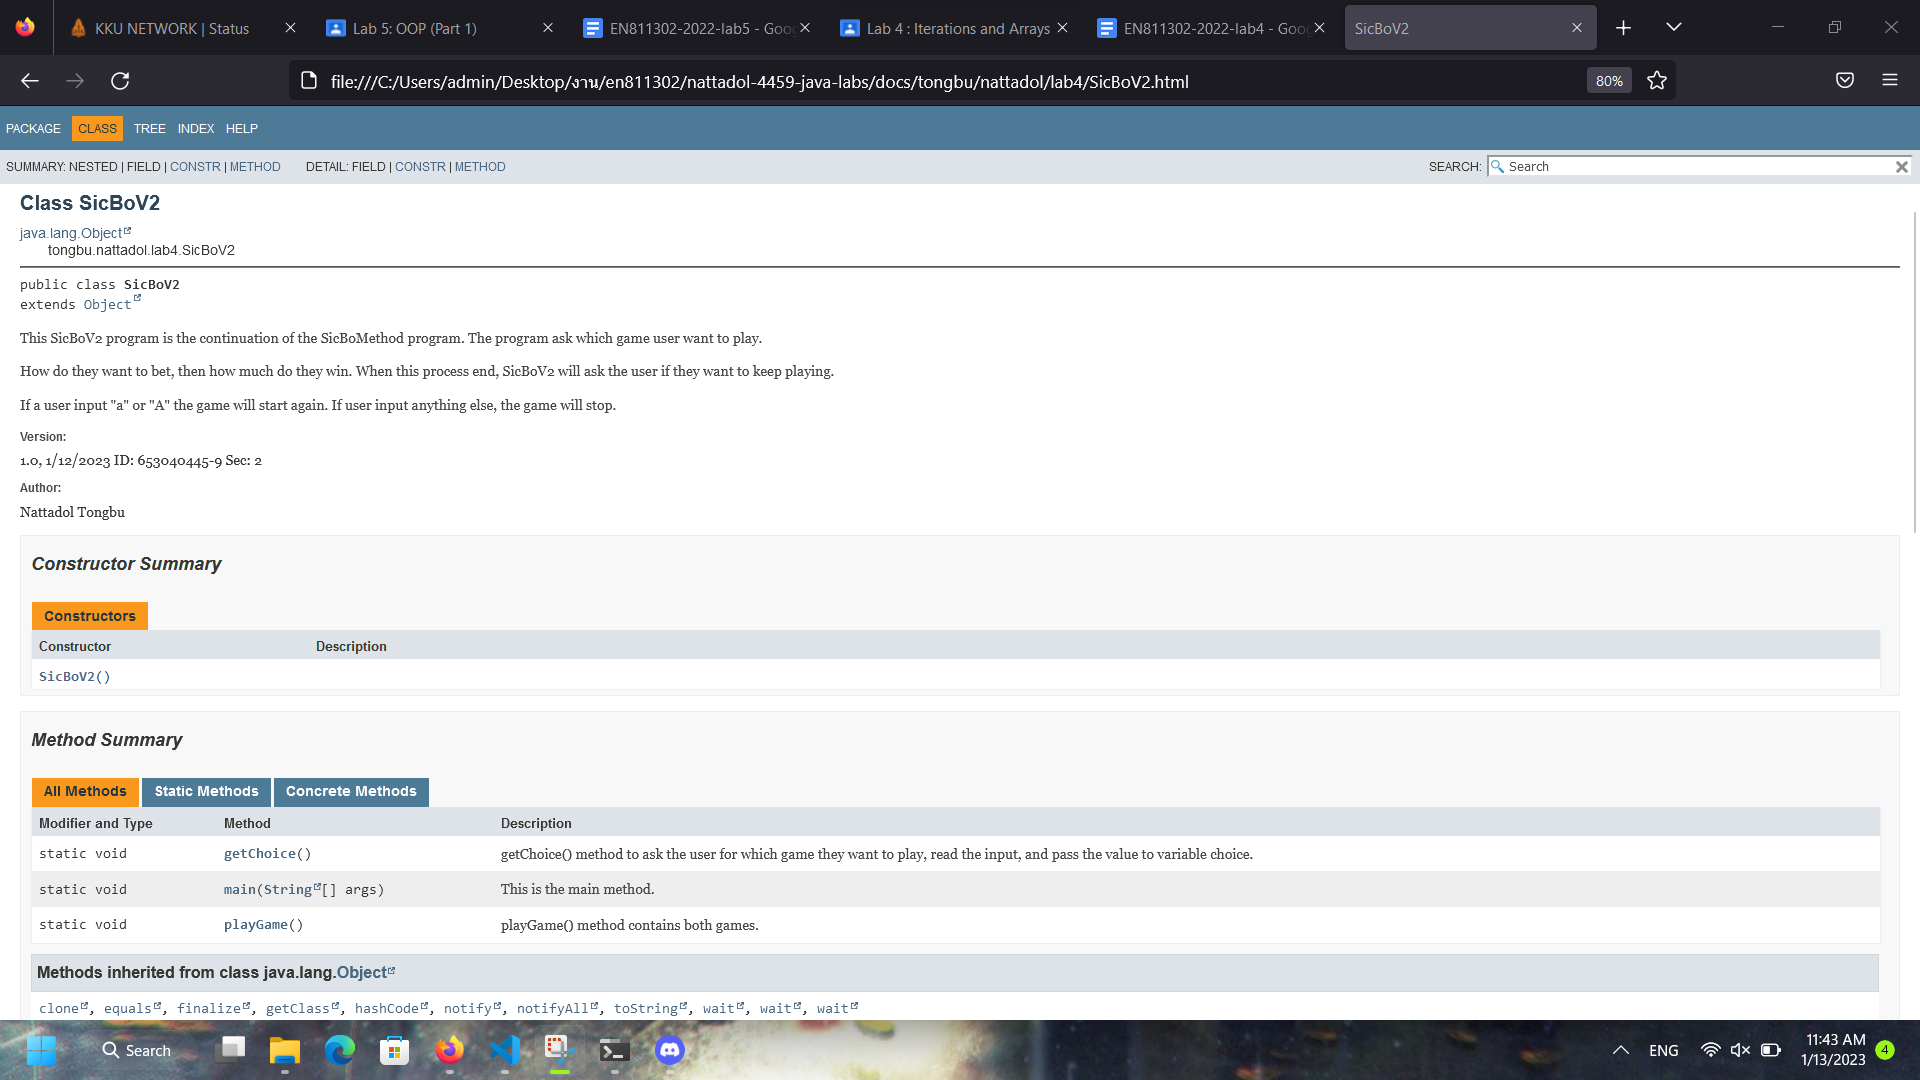 KKU NETWORK | Status
Lab 5: OOP (Part 1)
EN811302-2022-lab5 - Goo
Lab 4 : Iterations and Arrays
EN811302-2022-lab4 - Goo
SicBoV2
file:///C:/Users/admin/Desktop/งาน/en811302/nattadol-4459-java-labs/docs/tongbu/nattadol/lab4/SicBoV2.html
80%
PACKAGE CLASS TREE INDEX HELP
SUMMARY: NESTED | FIELD | CONSTR | METHOD DETAIL: FIELD | CONSTR | METHOD
SEARCH: Search
Class SicBoV2
java.lang.Object
tongbu.nattadol.lab4.SicBoV2
public class SicBoV2
extends Object
This SicBoV2 program is the continuation of the SicBoMethod program. The program ask which game user want to play.
How do they want to bet, then how much do they win. When this process end, SicBoV2 will ask the user if they want to keep playing.
If a user input "a" or "A" the game will start again. If user input anything else, the game will stop.
Version:
1.0, 1/12/2023 ID: 653040445-9 Sec: 2
Author:
Nattadol Tongbu
Constructor Summary
Constructors
Constructor Description
SicBoV2()
Method Summary
All Methods Static Methods Concrete Methods
Modifier and Type Method Description
static void getChoice() getChoice() method to ask the user for which game they want to play, read the input, and pass the value to variable choice.
static void main(String[] args) This is the main method.
static void playGame() playGame() method contains both games.
Methods inherited from class java.lang.Object
clone, equals, finalize, getClass, hashCode, notify, notifyAll, toString, wait, wait, wait
Search
ENG
11:43 AM
1/13/2023
4